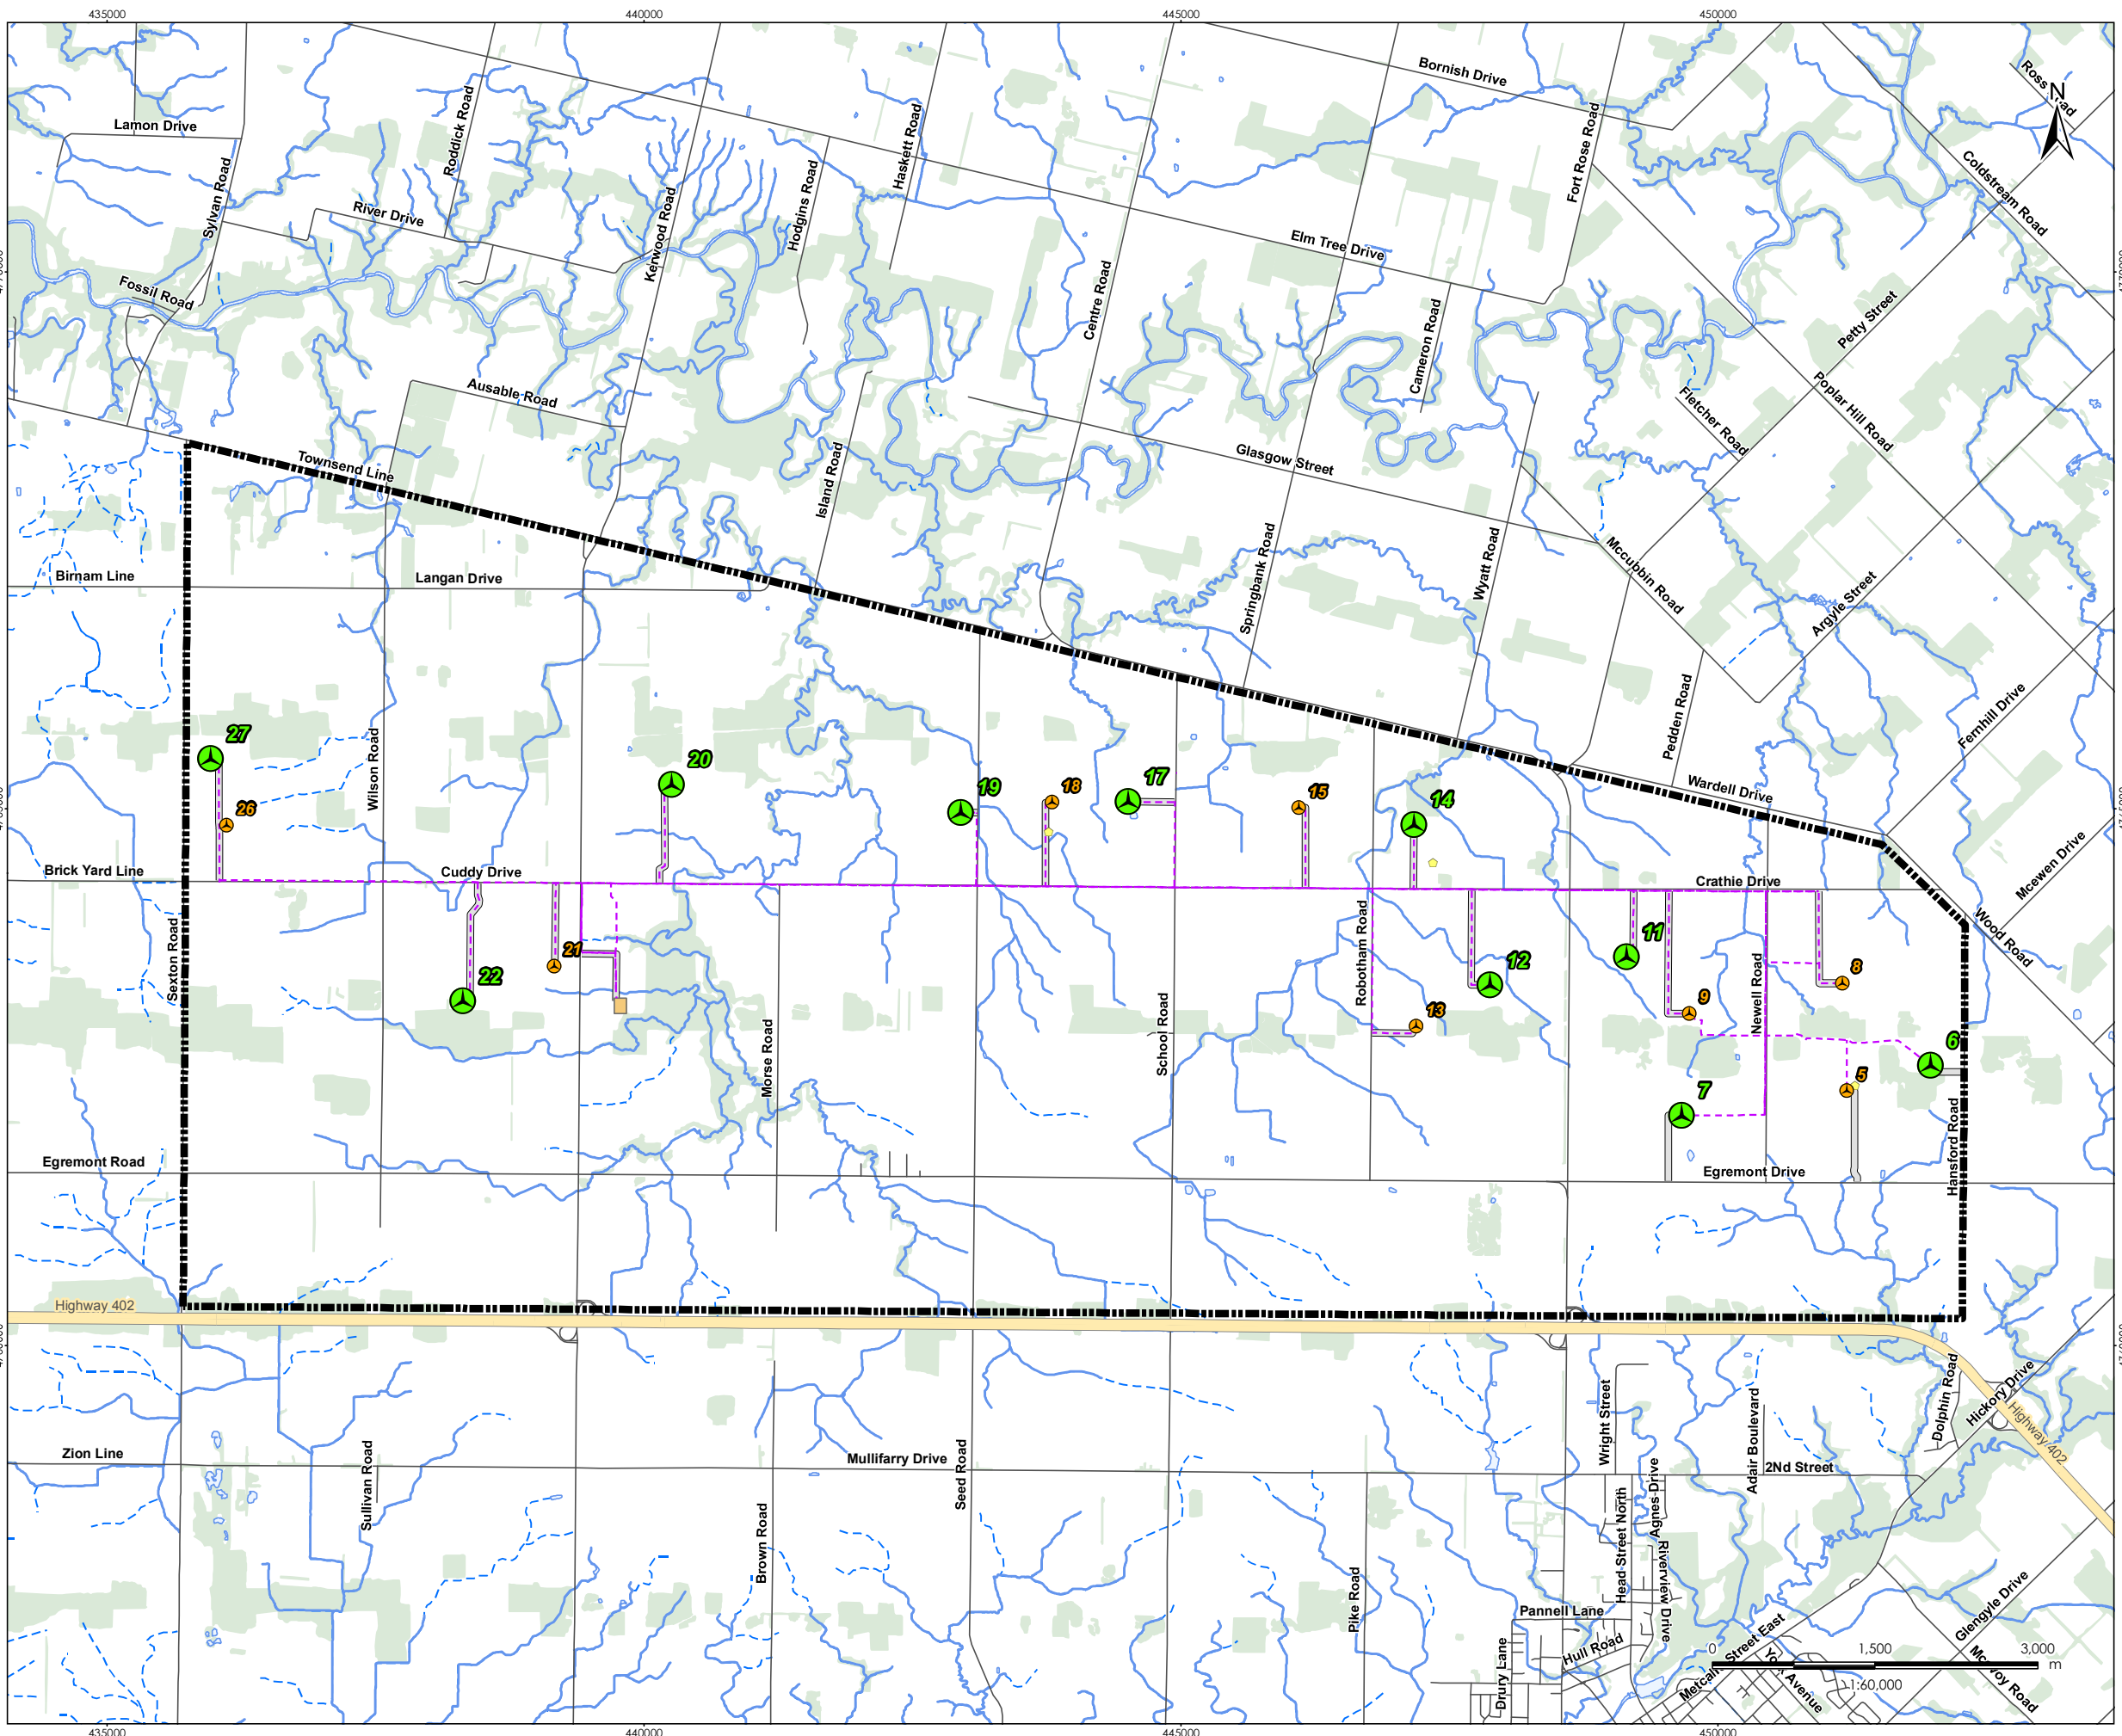 435000
440000
445000
450000
Ross Road
N
Bornish Drive
Lamon Drive
Roddick Road
Haskett Road
Fort Rose Road
Sylvan Road
River Drive
Kerwood Road
Hodgins Road
Coldstream Road
Elm Tree Drive
Fossil Road
Centre Road
Cameron Road
Petty Street
Ausable Road
Poplar Hill Road
Fletcher Road
Townsend Line
Island Road
Glasgow Street
Birnam Line
Langan Drive
Springbank Road
Wyatt Road
Mccubbin Road
Argyle Street
Pedden Road
Fernhill Drive
Wilson Road
Wardell Drive
27
26
20
19
18
17
15
14
Mcewen Drive
Brick Yard Line
Cuddy Drive
Crathie Drive
Sexton Road
22
21
Robotham Road
12
13
11
9
Newell Road
8
Wood Road
School Road
Morse Road
6
5
7
Hansford Road
Egremont Road
Egremont Drive
Highway 402
Dolphin Road
Hickory Drive
Highway 402
Wright Street
Adair Boulevard
Zion Line
Sullivan Road
Mullifarry Drive
Seed Road
2Nd Street
Brown Road
Head Street North
Agnes Drive
Riverview Drive
Pike Road
Pannell Lane
Hull Road
Drury Lane
Metcalfe Street East
York Avenue
Glengyle Drive
Mcevoy Road
0
1,500
3,000
m
1:60,000
435000
440000
445000
450000